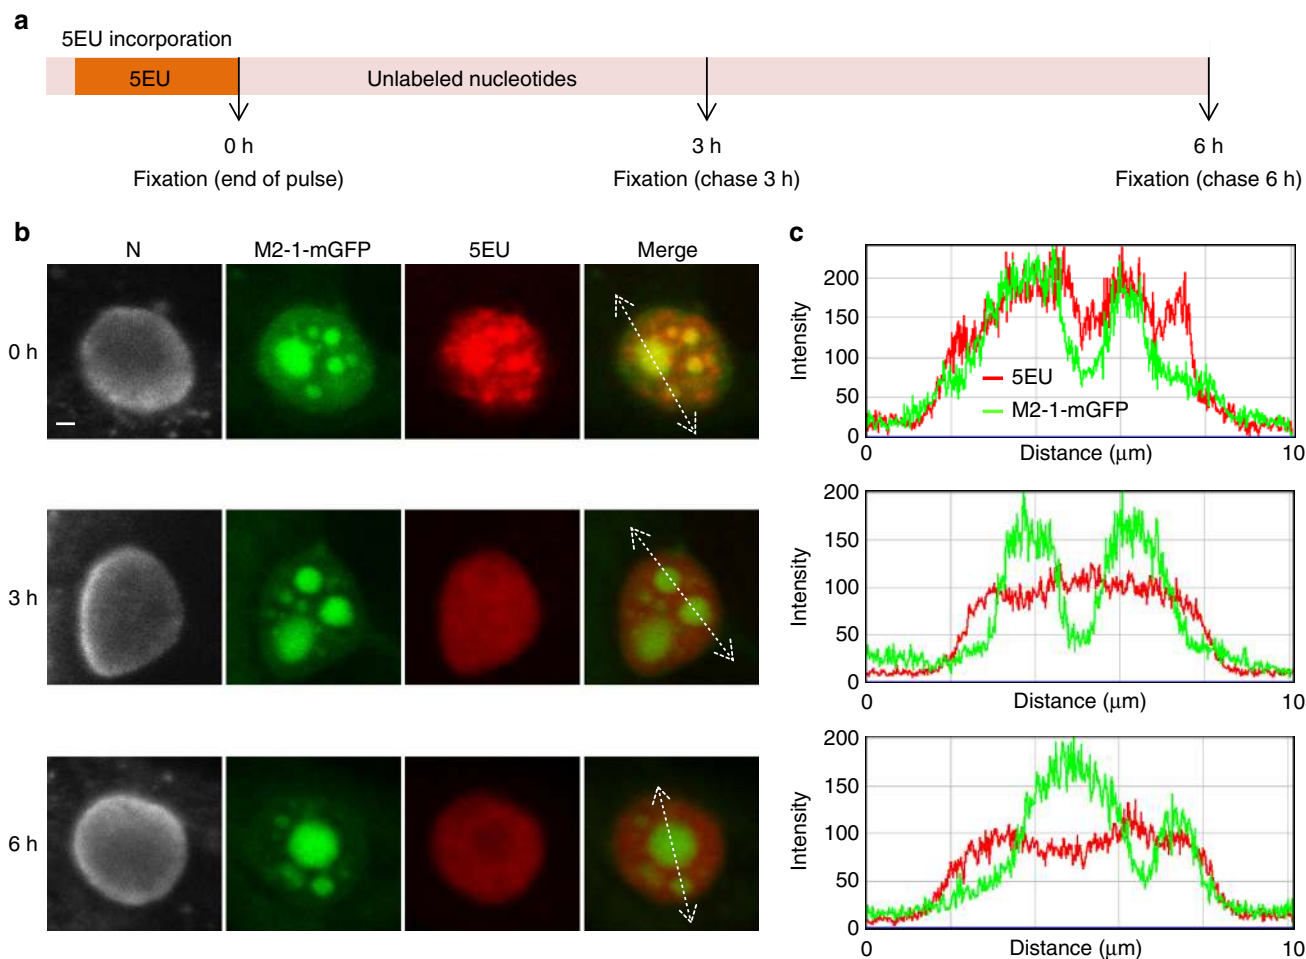 a
5EU incorporation
5EU
Unlabeled nucleotides
0 h
3 h
6 h
Fixation (end of pulse)
Fixation (chase 3 h)
Fixation (chase 6 h)
b
N
M2-1-mGFP
5EU
Merge
0 h
3 h
6 h
c
200
150
100
50
0
Intensity
5EU
M2-1-mGFP
0
Distance (μm)
10
200
150
100
50
0
Intensity
0
Distance (μm)
10
200
150
100
50
0
Intensity
0
Distance (μm)
10